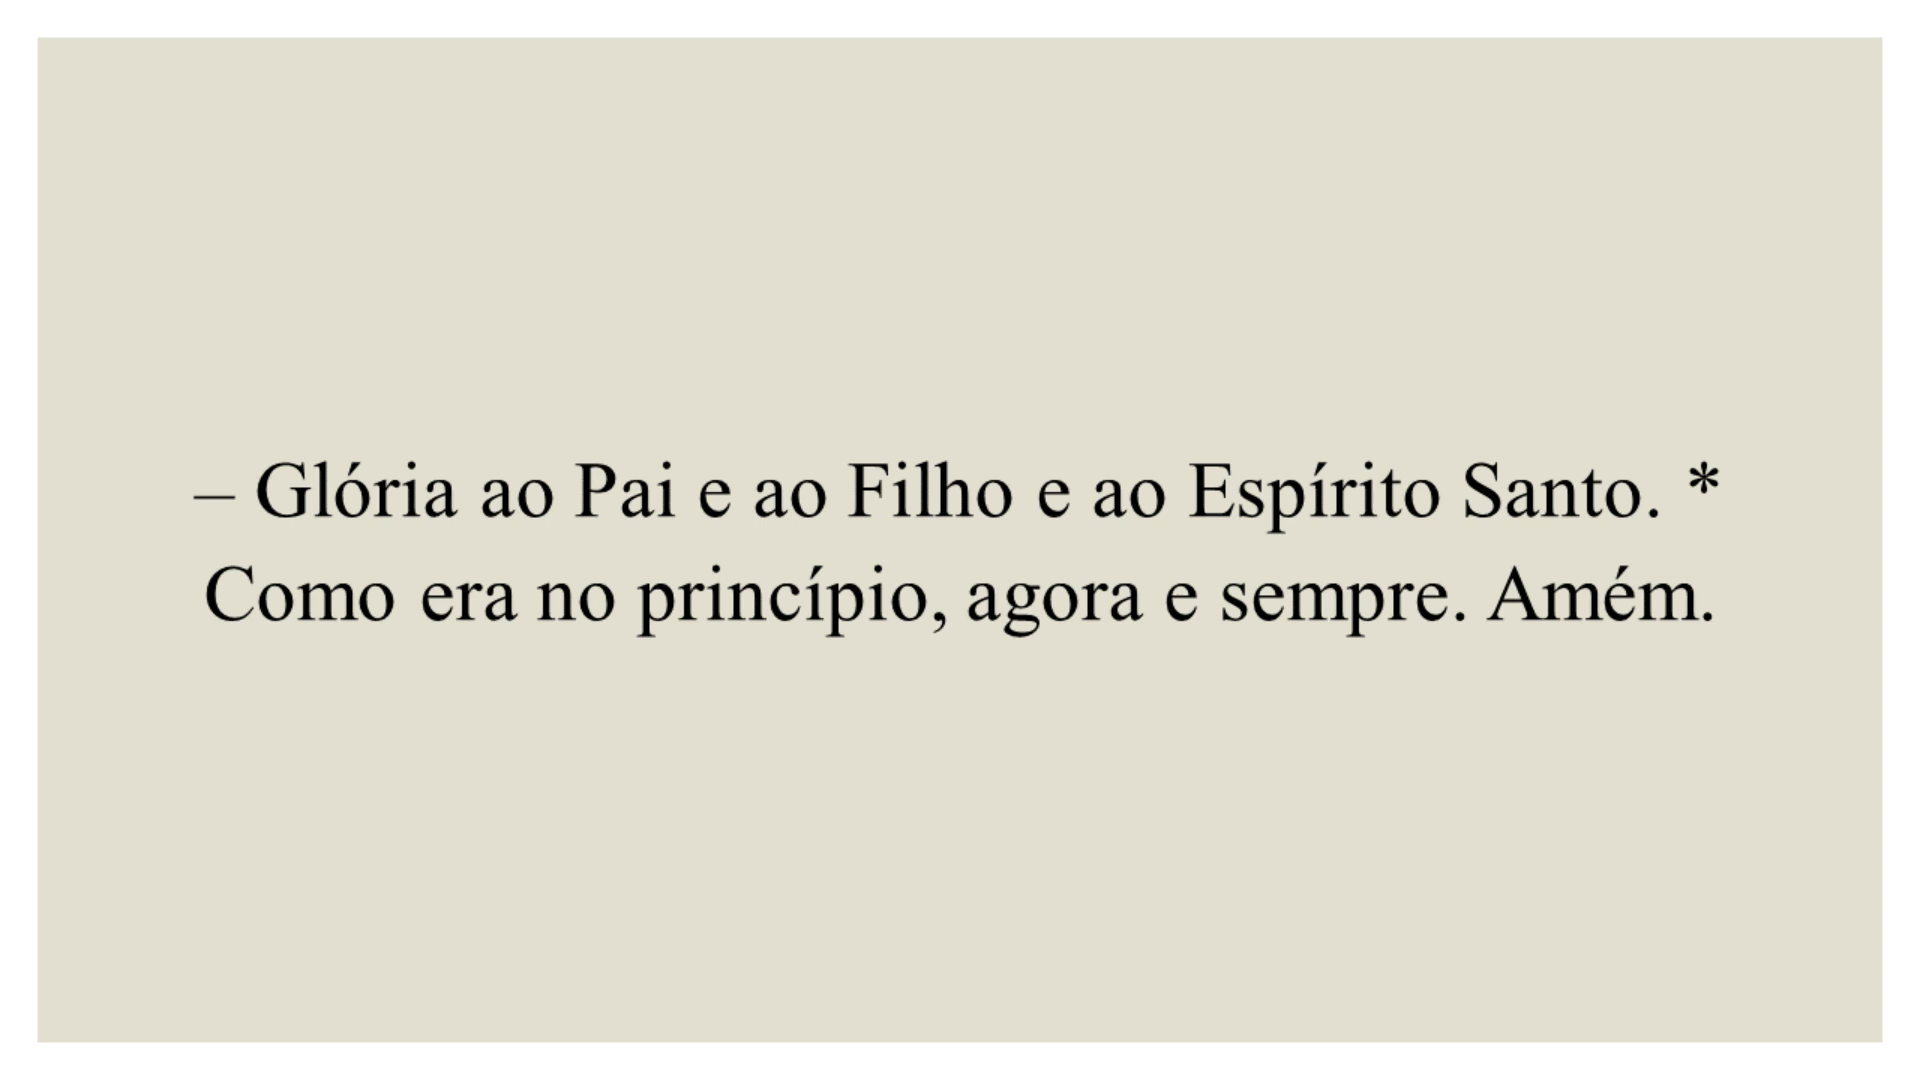 – Glória ao Pai e ao Filho e ao Espírito Santo. *
Como era no princípio, agora e sempre. Amém.